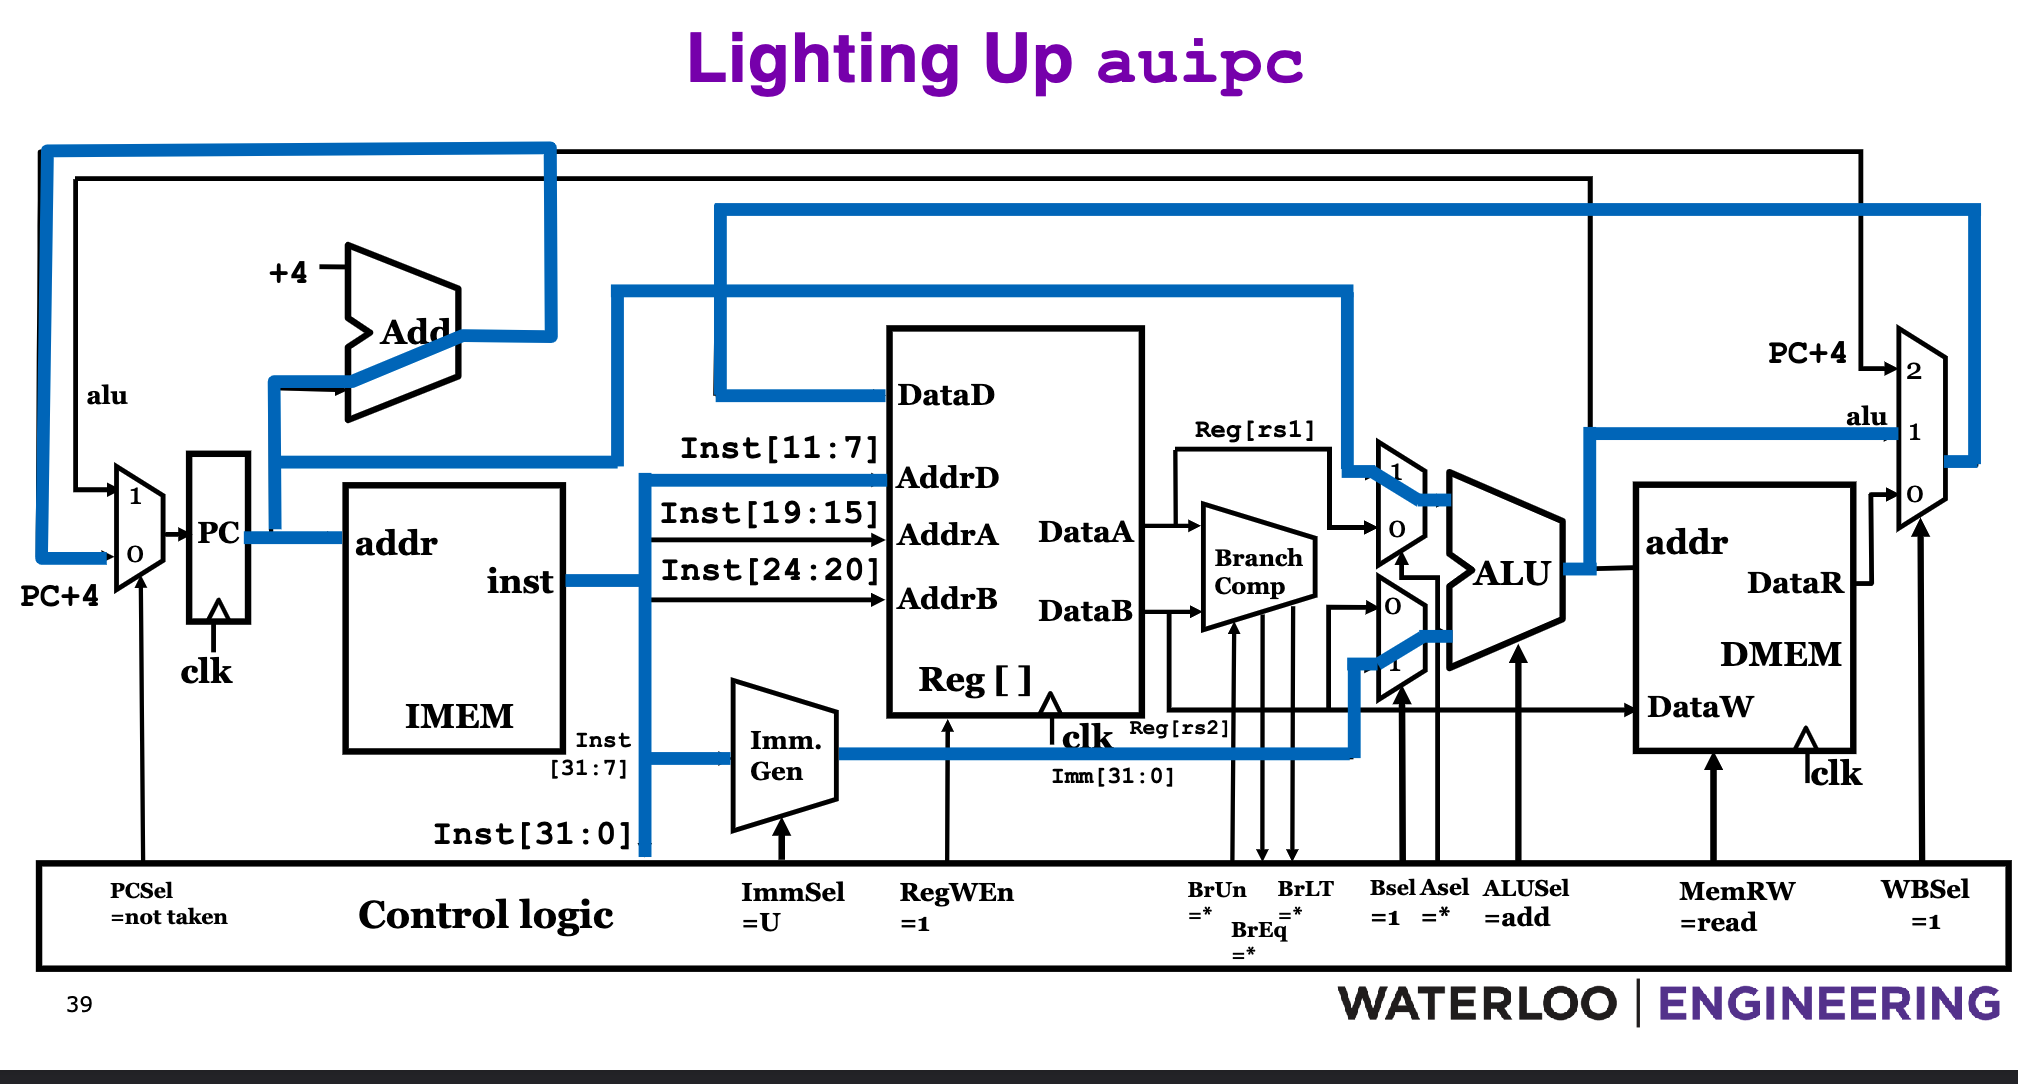 Lighting Up auipc
+4
Add
alu
1
0
PC+4
PC
clk
addr
inst
IMEM
Inst
[31:7]
Inst[31:0]
Imm.
Gen
DataD
Inst[11:7]
AddrD
Inst[19:15]
AddrA
Inst[24:20]
AddrB
DataA
DataB
Reg [ ]
clk
Reg[rs1]
Branch
Comp
Reg[rs2]
Imm[31:0]
1
0
0
1
ALU
addr
DataR
DMEM
DataW
clk
PC+4
2
alu
1
0
PCSel
=not taken
Control logic
ImmSel
=U
RegWEn
=1
BrUn
=*
BrEq
=*
BrLT
=*
Bsel
=1
Asel
=*
ALUSel
=add
MemRW
=read
WBSel
=1
39
WATERLOO | ENGINEERING